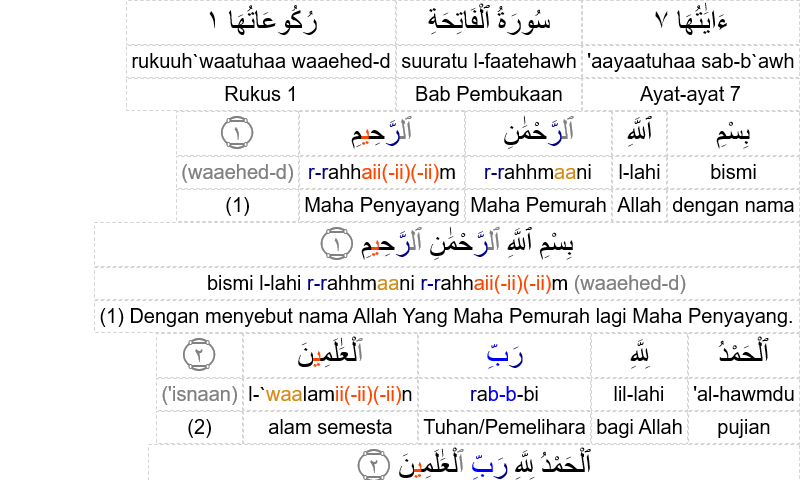 ءَايَٰتُهَا ٧ سُورَةُ ٱلْفَاتِحَةِ رُكُوعَاتُهَا ١
'aayaatuhaa sab-b`awh suuratu l-faatehawh rukuuh`waatuhaa waaehed-d
Ayat-ayat 7 Bab Pembukaan Rukus 1
بِسْمِ ٱللَّهِ ٱلرَّحْمَٰنِ ٱلرَّحِيمِ ١
bismi l-lahi r-rahhmaani r-rahhaii(-ii)(-ii)m (waaehed-d)
dengan nama Allah Maha Pemurah Maha Penyayang (1)
بِسْمِ ٱللَّهِ ٱلرَّحْمَٰنِ ٱلرَّحِيمِ ١
bismi l-lahi r-rahhmaani r-rahhaii(-ii)(-ii)m (waaehed-d)
(1) Dengan menyebut nama Allah Yang Maha Pemurah lagi Maha Penyayang.
ٱلْحَمْدُ لِلَّهِ رَبِّ ٱلْعَٰلَمِينَ ٢
'al-hawmdu lil-lahi rab-b-bi l-`waalamii(-ii)(-ii)n ('isnaan)
pujian bagi Allah Tuhan/Pemelihara alam semesta (2)
ٱلْحَمْدُ لِلَّهِ رَبِّ ٱلْعَٰلَمِينَ ٢